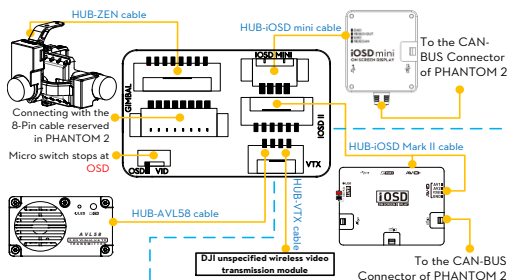 HUB-ZEN cable
HUB-iOSD mini cable
iOSD mini
ON SCREEN DISPLAY
To the CAN-
BUS Connector
of PHANTOM 2
IOSD MINI
GIMBAL
IOSD II
Connecting with the
8-Pin cable reserved
in PHANTOM 2
Micro switch stops at
OSD
OSD VID
VTX
HUB-iOSD Mark II cable
HUB-AVL58 cable
HUB-VTX cable
AVL58
iOSD
DJI unspecified wireless video
transmission module
To the CAN-BUS
Connector of PHANTOM 2